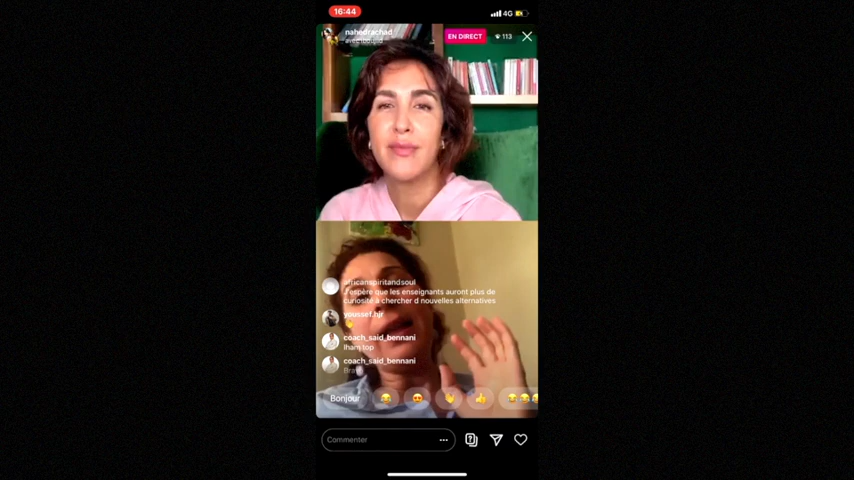 16:44
4G
nahedrachad
EN DIRECT
113
africanspiritandsoul
J'espère que les enseignants auront plus de
curiosité à chercher d nouvelles alternatives
youssef.hjr
coach_said_bennani
Ilham top
coach_said_bennani
Bonjour
Commenter